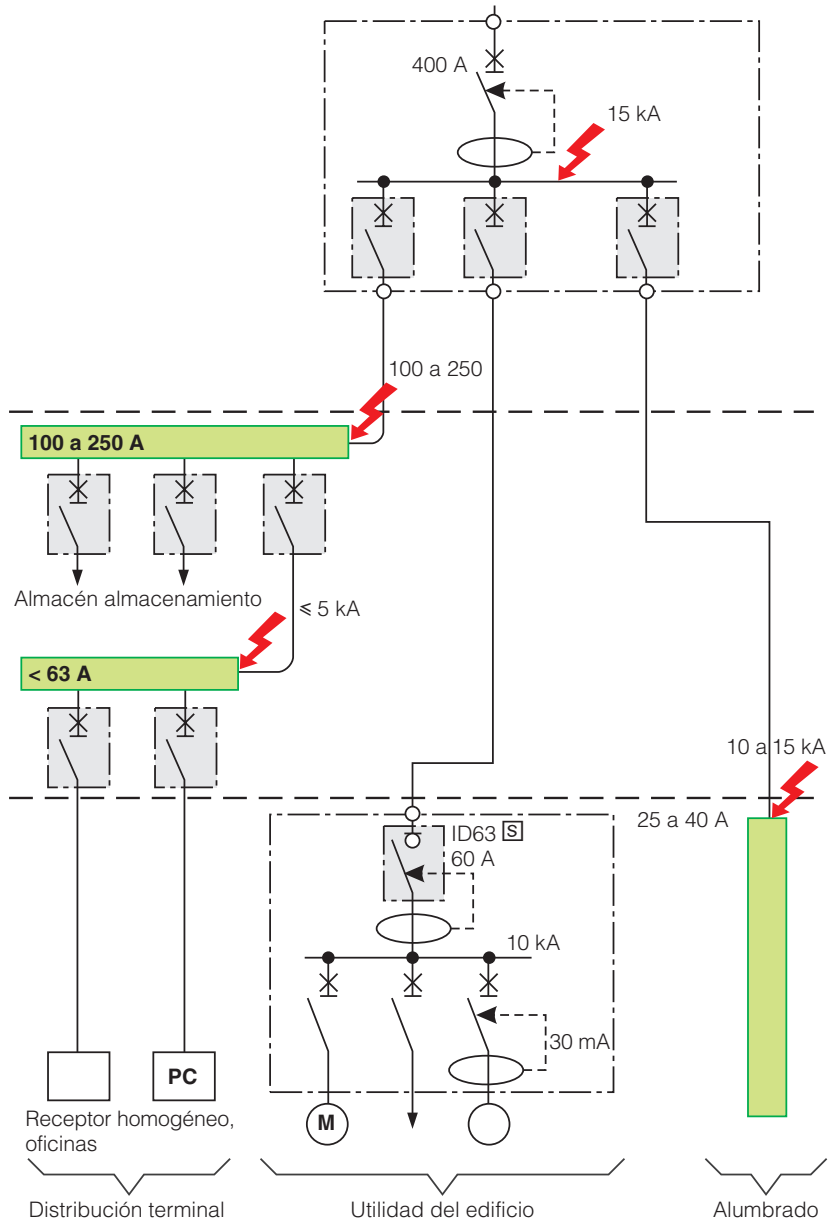 400 A
15 kA
100 a 250
100 a 250 A
Almacén almacenamiento
⩽ 5 kA
< 63 A
10 a 15 kA
25 a 40 A
ID63 S
60 A
10 kA
30 mA
PC
M
Receptor homogéneo,
oficinas
Distribución terminal
Utilidad del edificio
Alumbrado